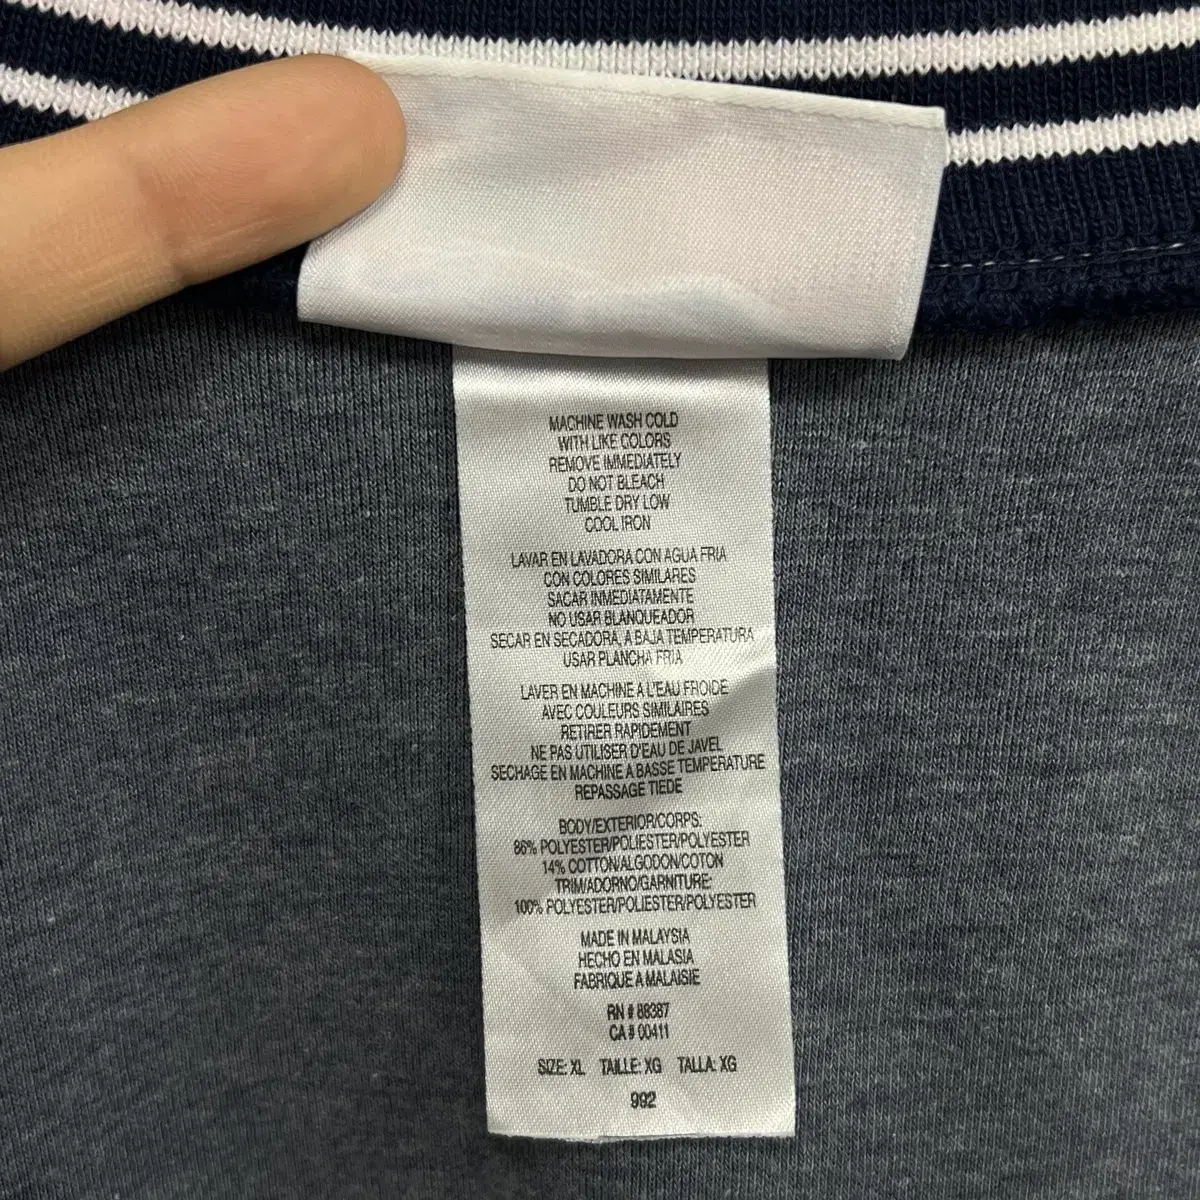 MACHINE WASH COLD
WITH LIKE COLORS
REMOVE IMMEDIATELY
DO NOT BLEACH
TUMBLE DRY LOW
COOL IRON
LAVAR EN LAVADORA CON AGUA FRIA
CON COLORES SIMILARES
SACAR INMEDIATAMENTE
NO USAR BLANQUEADOR
SECAR EN SECADORA, A BAJA TEMPERATURA
USAR PLANCHA FRIA
LAVER EN MACHINE A L'EAU FROIDE
AVEC COULEURS SIMILAIRES
RETIRER RAPIDEMENT
NE PAS UTILISER D'EAU DE JAVEL
SECHAGE EN MACHINE A BASSE TEMPERATURE
REPASSAGE TIEDE
BODY/EXTERIOR/CORPS:
86% POLYESTER/POLIESTER/POLYESTER
14% COTTON/ALGODON/COTON
TRIM/ADORNO/GARNITURE:
100% POLYESTER/POLIESTER/POLYESTER
MADE IN MALAYSIA
HECHO EN MALASIA
FABRIQUE A MALAISIE
RN # 88387
CA # 00411
SIZE: XL TAILLE: XG TALLA: XG
992